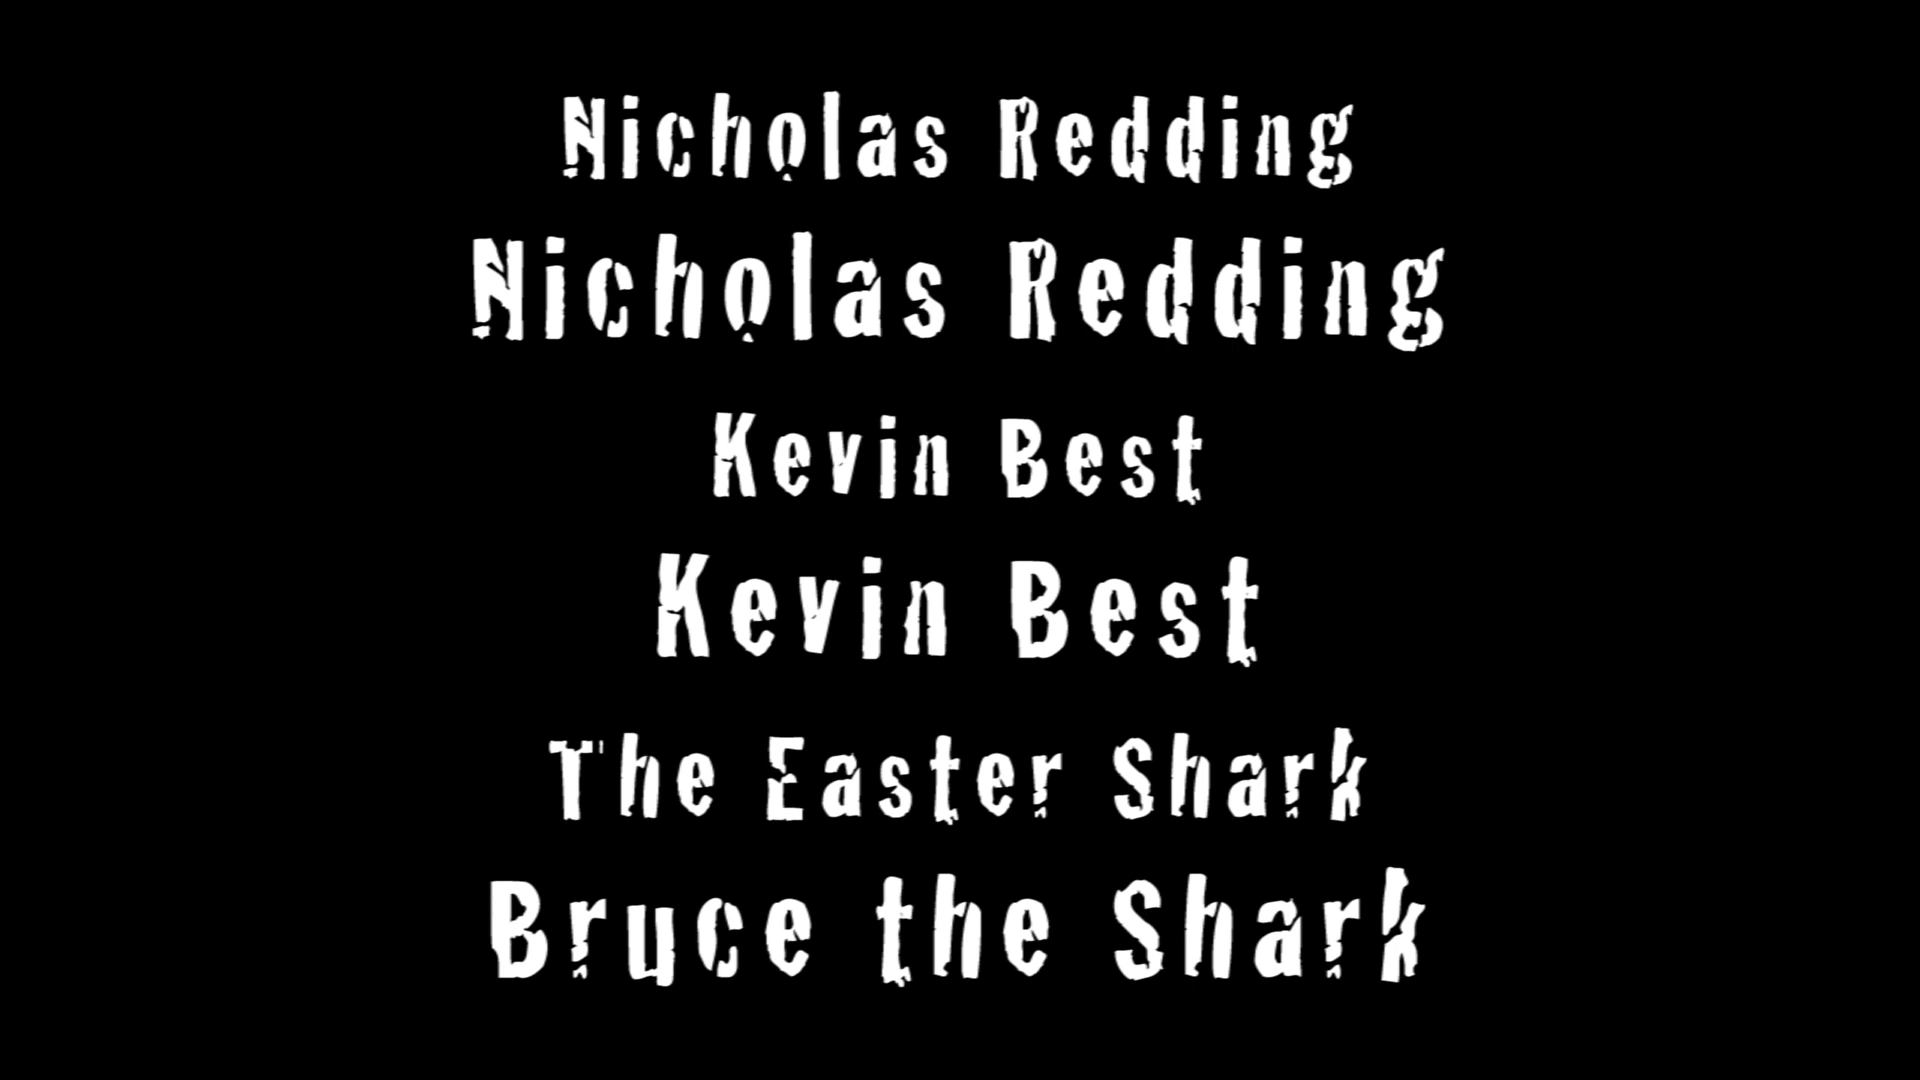 Nicholas Redding
Nicholas Redding
Kevin Best
Kevin Best
The Easter Shark
Bruce the Shark